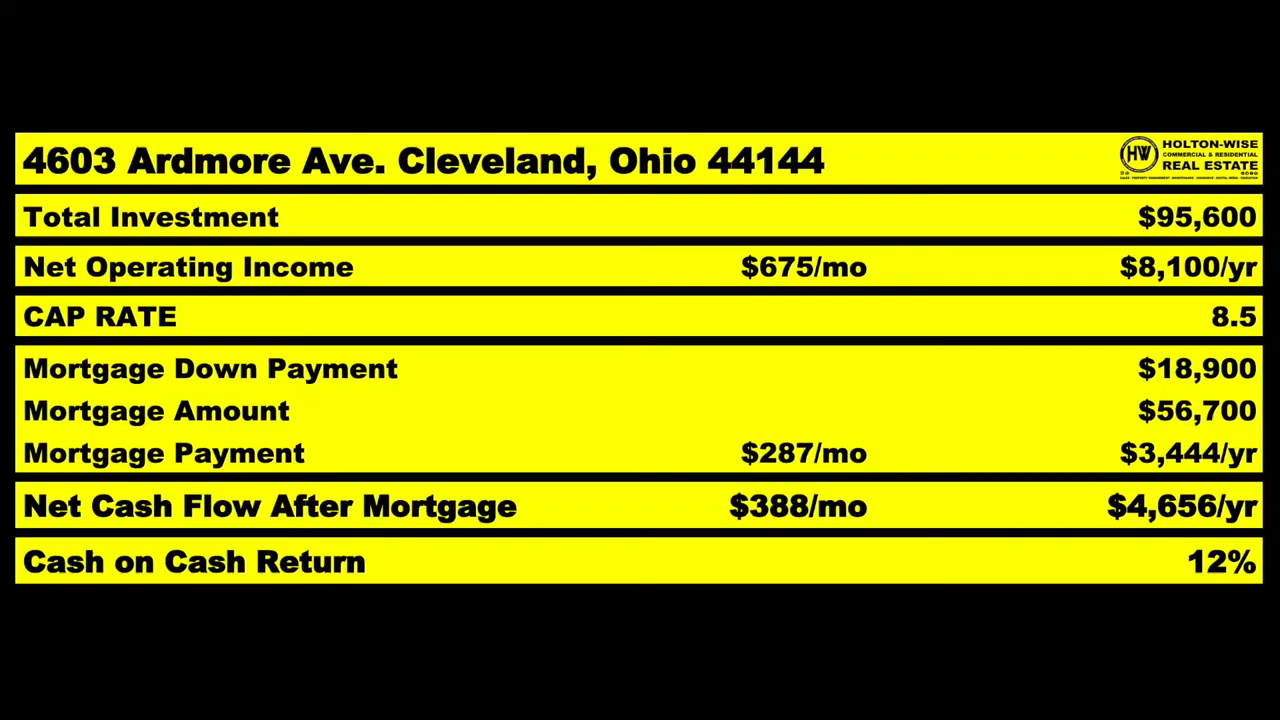 4603 Ardmore Ave. Cleveland, Ohio 44144
HW
HOLTON-WISE
COMMERCIAL & RESIDENTIAL
REAL ESTATE
Total Investment $95,600
Net Operating Income $675/mo $8,100/yr
CAP RATE 8.5
Mortgage Down Payment $18,900
Mortgage Amount $56,700
Mortgage Payment $287/mo $3,444/yr
Net Cash Flow After Mortgage $388/mo $4,656/yr
Cash on Cash Return 12%